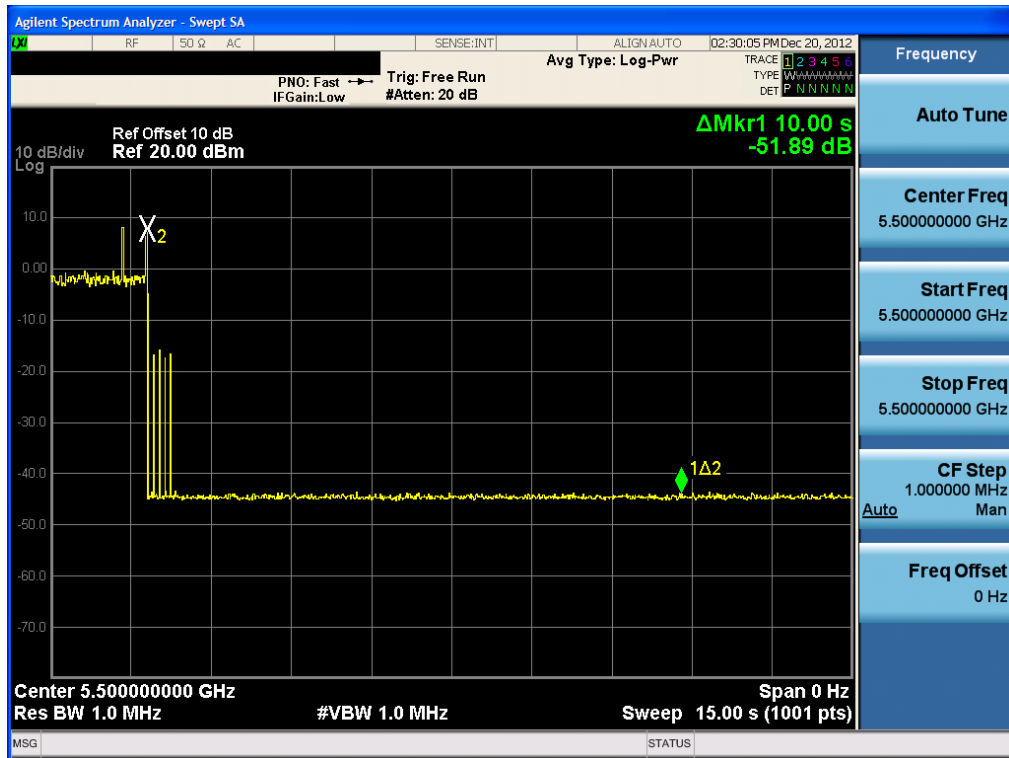 Agilent Spectrum Analyzer - Swept SA
LXI RF 50 Ω AC SENSE:INT ALIGN AUTO 02:30:05 PM Dec 20, 2012
Frequency
Avg Type: Log-Pwr
TRACE 1 2 3 4 5 6
PNO: Fast
Trig: Free Run
TYPE WWWWWW
IFGain:Low
#Atten: 20 dB
DET P N N N N N
Auto Tune
ΔMkr1 10.00 s
Ref Offset 10 dB
-51.89 dB
10 dB/div Ref 20.00 dBm
Log
Center Freq
5.500000000 GHz
10.0
2
0.00
Start Freq
5.500000000 GHz
-10.0
-20.0
Stop Freq
5.500000000 GHz
-30.0
-40.0
1Δ2
CF Step
1.000000 MHz
Auto Man
-50.0
-60.0
Freq Offset
0 Hz
-70.0
Center 5.500000000 GHz Span 0 Hz
Res BW 1.0 MHz #VBW 1.0 MHz Sweep 15.00 s (1001 pts)
MSG STATUS